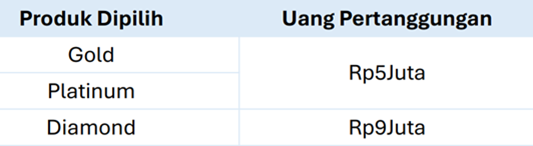 Produk Dipilih Uang Pertanggungan
Gold
Rp5Juta
Platinum
Diamond Rp9Juta